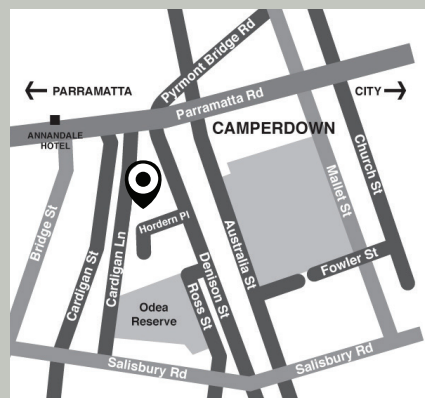 Pyrmont Bridge Rd
PARRAMATTA
Parramatta Rd
CITY
ANNANDALE
HOTEL
CAMPERDOWN
Bridge St
Cardigan St
Cardigan Ln
Hordern Pl
Denison St
Australia St
Mallet St
Church St
Fowler St
Ross St
Odea
Reserve
Salisbury Rd
Salisbury Rd